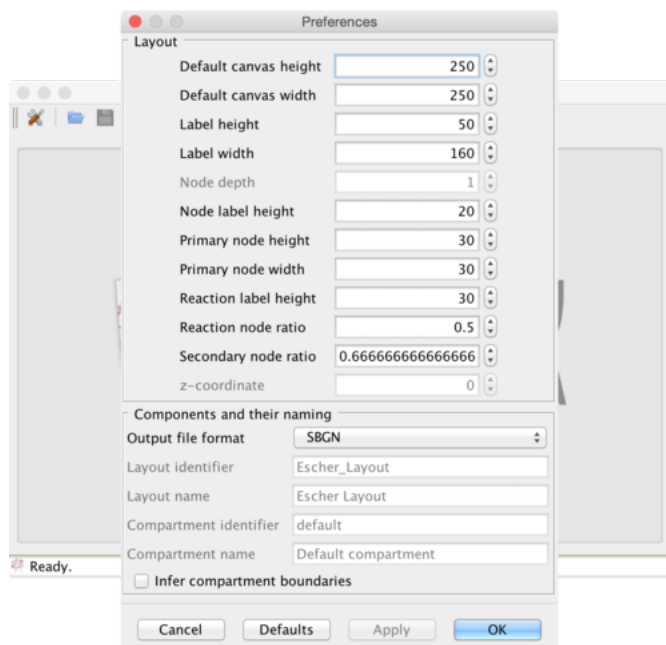 Preferences
Layout
Default canvas height 250
Default canvas width 250
Label height 50
Label width 160
Node depth 1
Node label height 20
Primary node height 30
Primary node width 30
Reaction label height 30
Reaction node ratio 0.5
Secondary node ratio 0.666666666666666
z-coordinate 0
Components and their naming
Output file format SBGN
Layout identifier Escher_Layout
Layout name Escher Layout
Compartment identifier default
Compartment name Default compartment
Infer compartment boundaries
Ready.
Cancel Defaults Apply OK